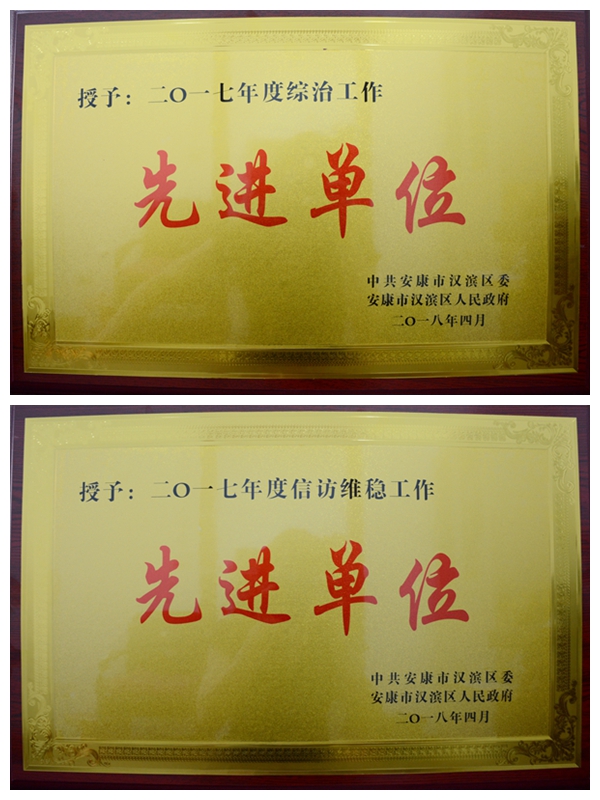 授予：二〇一七年度综治工作
先进单位
中共安康市汉滨区委
安康市汉滨区人民政府
二〇一八年四月
授予：二〇一七年度信访维稳工作
先进单位
中共安康市汉滨区委
安康市汉滨区人民政府
二〇一八年四月